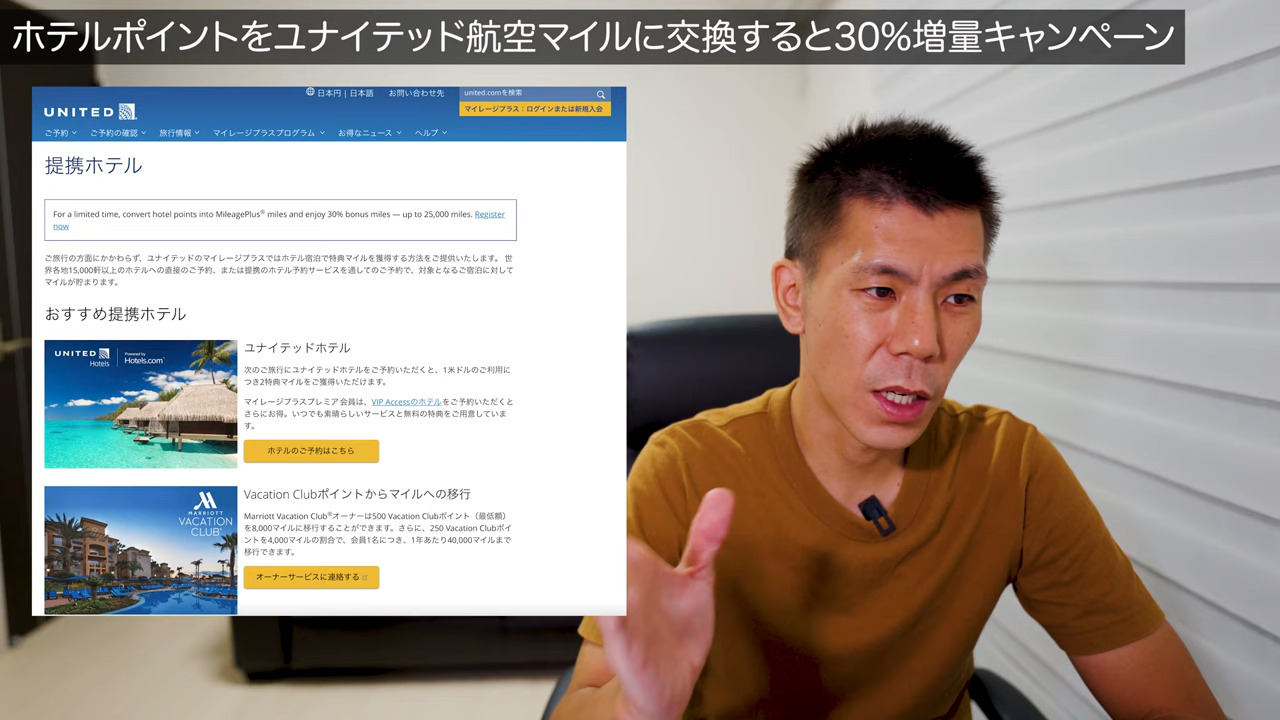 ホテルポイントをユナイテッド航空マイルに交換すると30%増量キャンペーン
日本円 | 日本語 お問い合わせ先 united.comを検索
UNITED
マイレージプラス：ログインまたは新規入会
ご予約 ご予約の確認 旅行情報 マイレージプラスプログラム お得なニュース ヘルプ
提携ホテル
For a limited time, convert hotel points into MileagePlus® miles and enjoy 30% bonus miles — up to 25,000 miles. Register
now
ご旅行の方面にかかわらず、ユナイテッドのマイレージプラスではホテル宿泊で特典マイルを獲得する方法をご提供いたします。 世
界各地15,000軒以上のホテルへの直接のご予約、または提携のホテル予約サービスを通してのご予約で、対象となるご宿泊に対して
マイルが貯まります。
おすすめ提携ホテル
UNITED Hotels Powered by Hotels.com
ユナイテッドホテル
次のご旅行にユナイテッドホテルをご予約いただくと、1米ドルのご利用に
つき2特典マイルをご獲得いただけます。
マイレージプラスプレミア会員は、VIP Accessのホテルをご予約いただくと
さらにお得。いつでも素晴らしいサービスと無料の特典をご用意していま
す。
ホテルのご予約はこちら
MARRIOTT
VACATION
CLUB
Vacation Clubポイントからマイルへの移行
Marriott Vacation Club®オーナーは500 Vacation Clubポイント（最低額）
を8,000マイルに移行することができます。さらに、250 Vacation Clubポイ
ントを4,000マイルの割合で、会員1名につき、1年あたり40,000マイルまで
移行できます。
オーナーサービスに連絡する